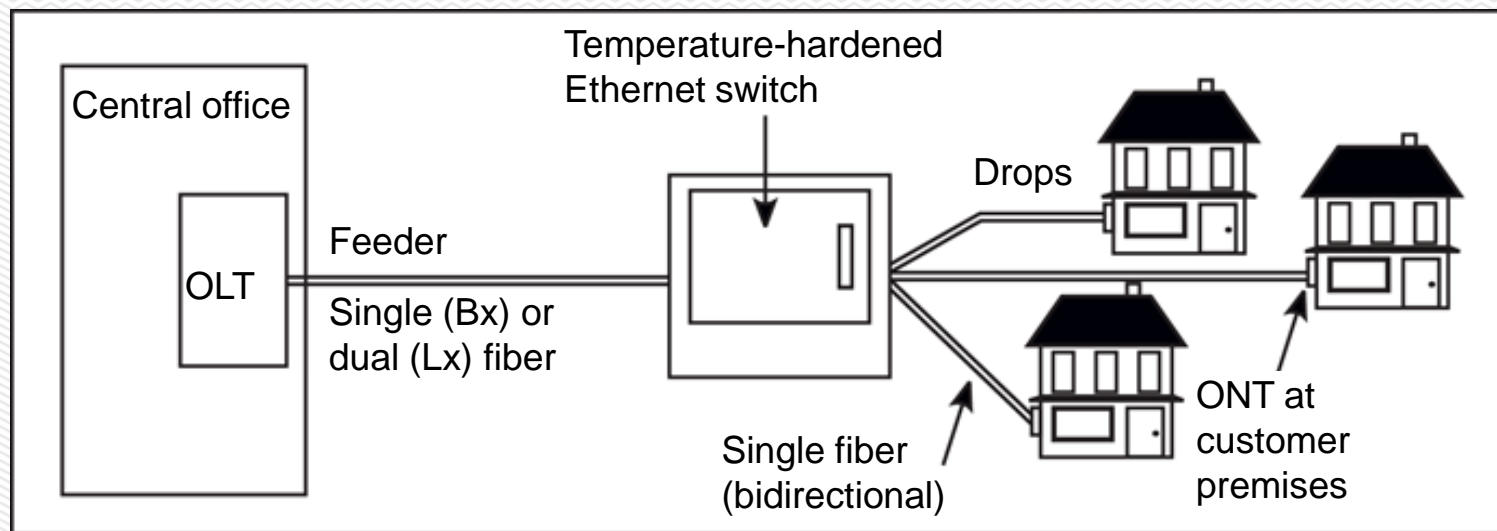 Temperature-hardened
Ethernet switch
Central office
Drops
Feeder
OLT
Single (Bx) or
dual (Lx) fiber
ONT at
customer
premises
Single fiber
(bidirectional)